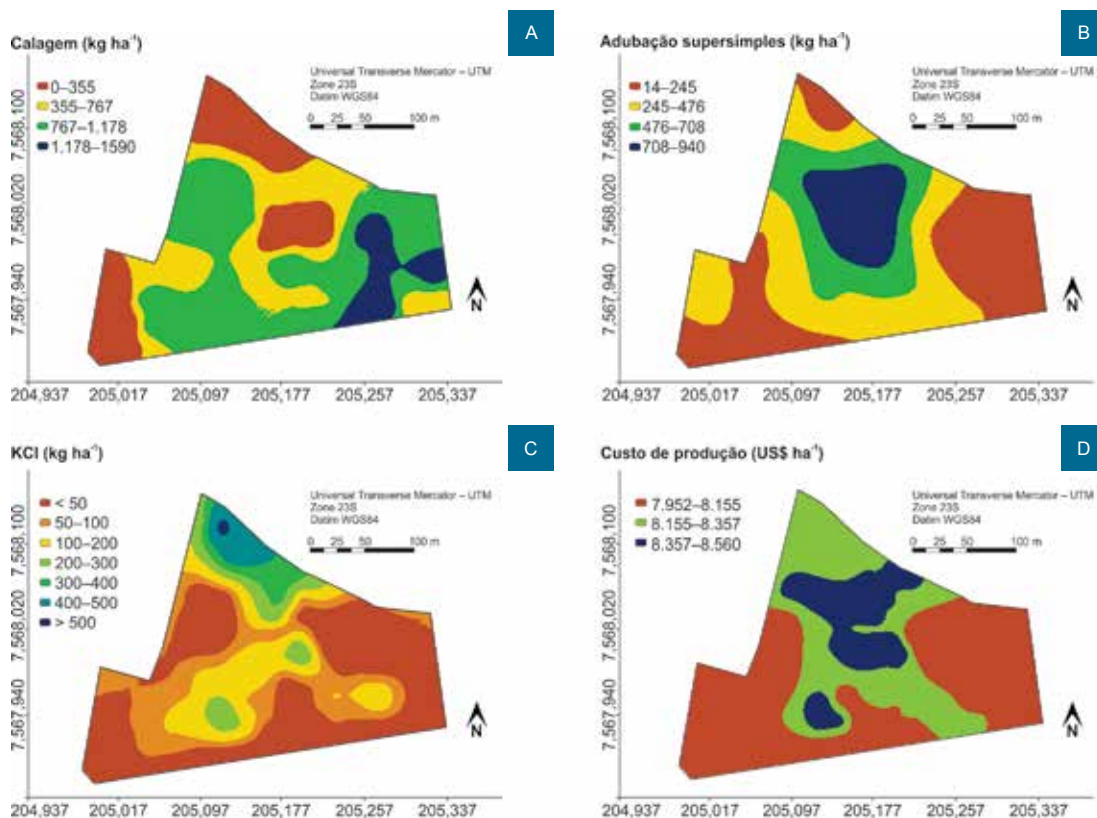 A
Calagem (kg ha⁻¹)
0–355
355–767
767–1.178
1.178–1590
Universal Transverse Mercator – UTM
Zone 23S
Datim WGS84
0 25 50 100 m
7,568,100
7,568,020
7,567,940
N
204,937 205,017 205,097 205,177 205,257 205,337
B
Adubação supersimples (kg ha⁻¹)
14–245
245–476
476–708
708–940
Universal Transverse Mercator – UTM
Zone 23S
Datim WGS84
0 25 50 100 m
7,568,100
7,568,020
7,567,940
N
204,937 205,017 205,097 205,177 205,257 205,337
C
KCl (kg ha⁻¹)
< 50
50–100
100–200
200–300
300–400
400–500
> 500
Universal Transverse Mercator – UTM
Zone 23S
Datim WGS84
0 25 50 100 m
7,568,100
7,568,020
7,567,940
N
204,937 205,017 205,097 205,177 205,257 205,337
D
Custo de produção (US$ ha⁻¹)
7.952–8.155
8.155–8.357
8.357–8.560
Universal Transverse Mercator – UTM
Zone 23S
Datim WGS84
0 25 50 100 m
7,568,100
7,568,020
7,567,940
N
204,937 205,017 205,097 205,177 205,257 205,337